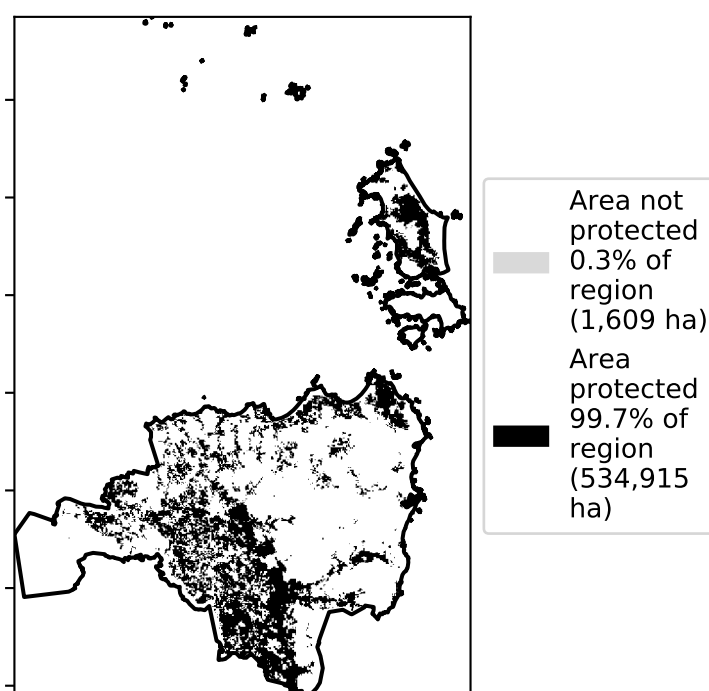 Area not
protected
0.3% of
region
(1,609 ha)
Area
protected
99.7% of
region
(534,915
ha)